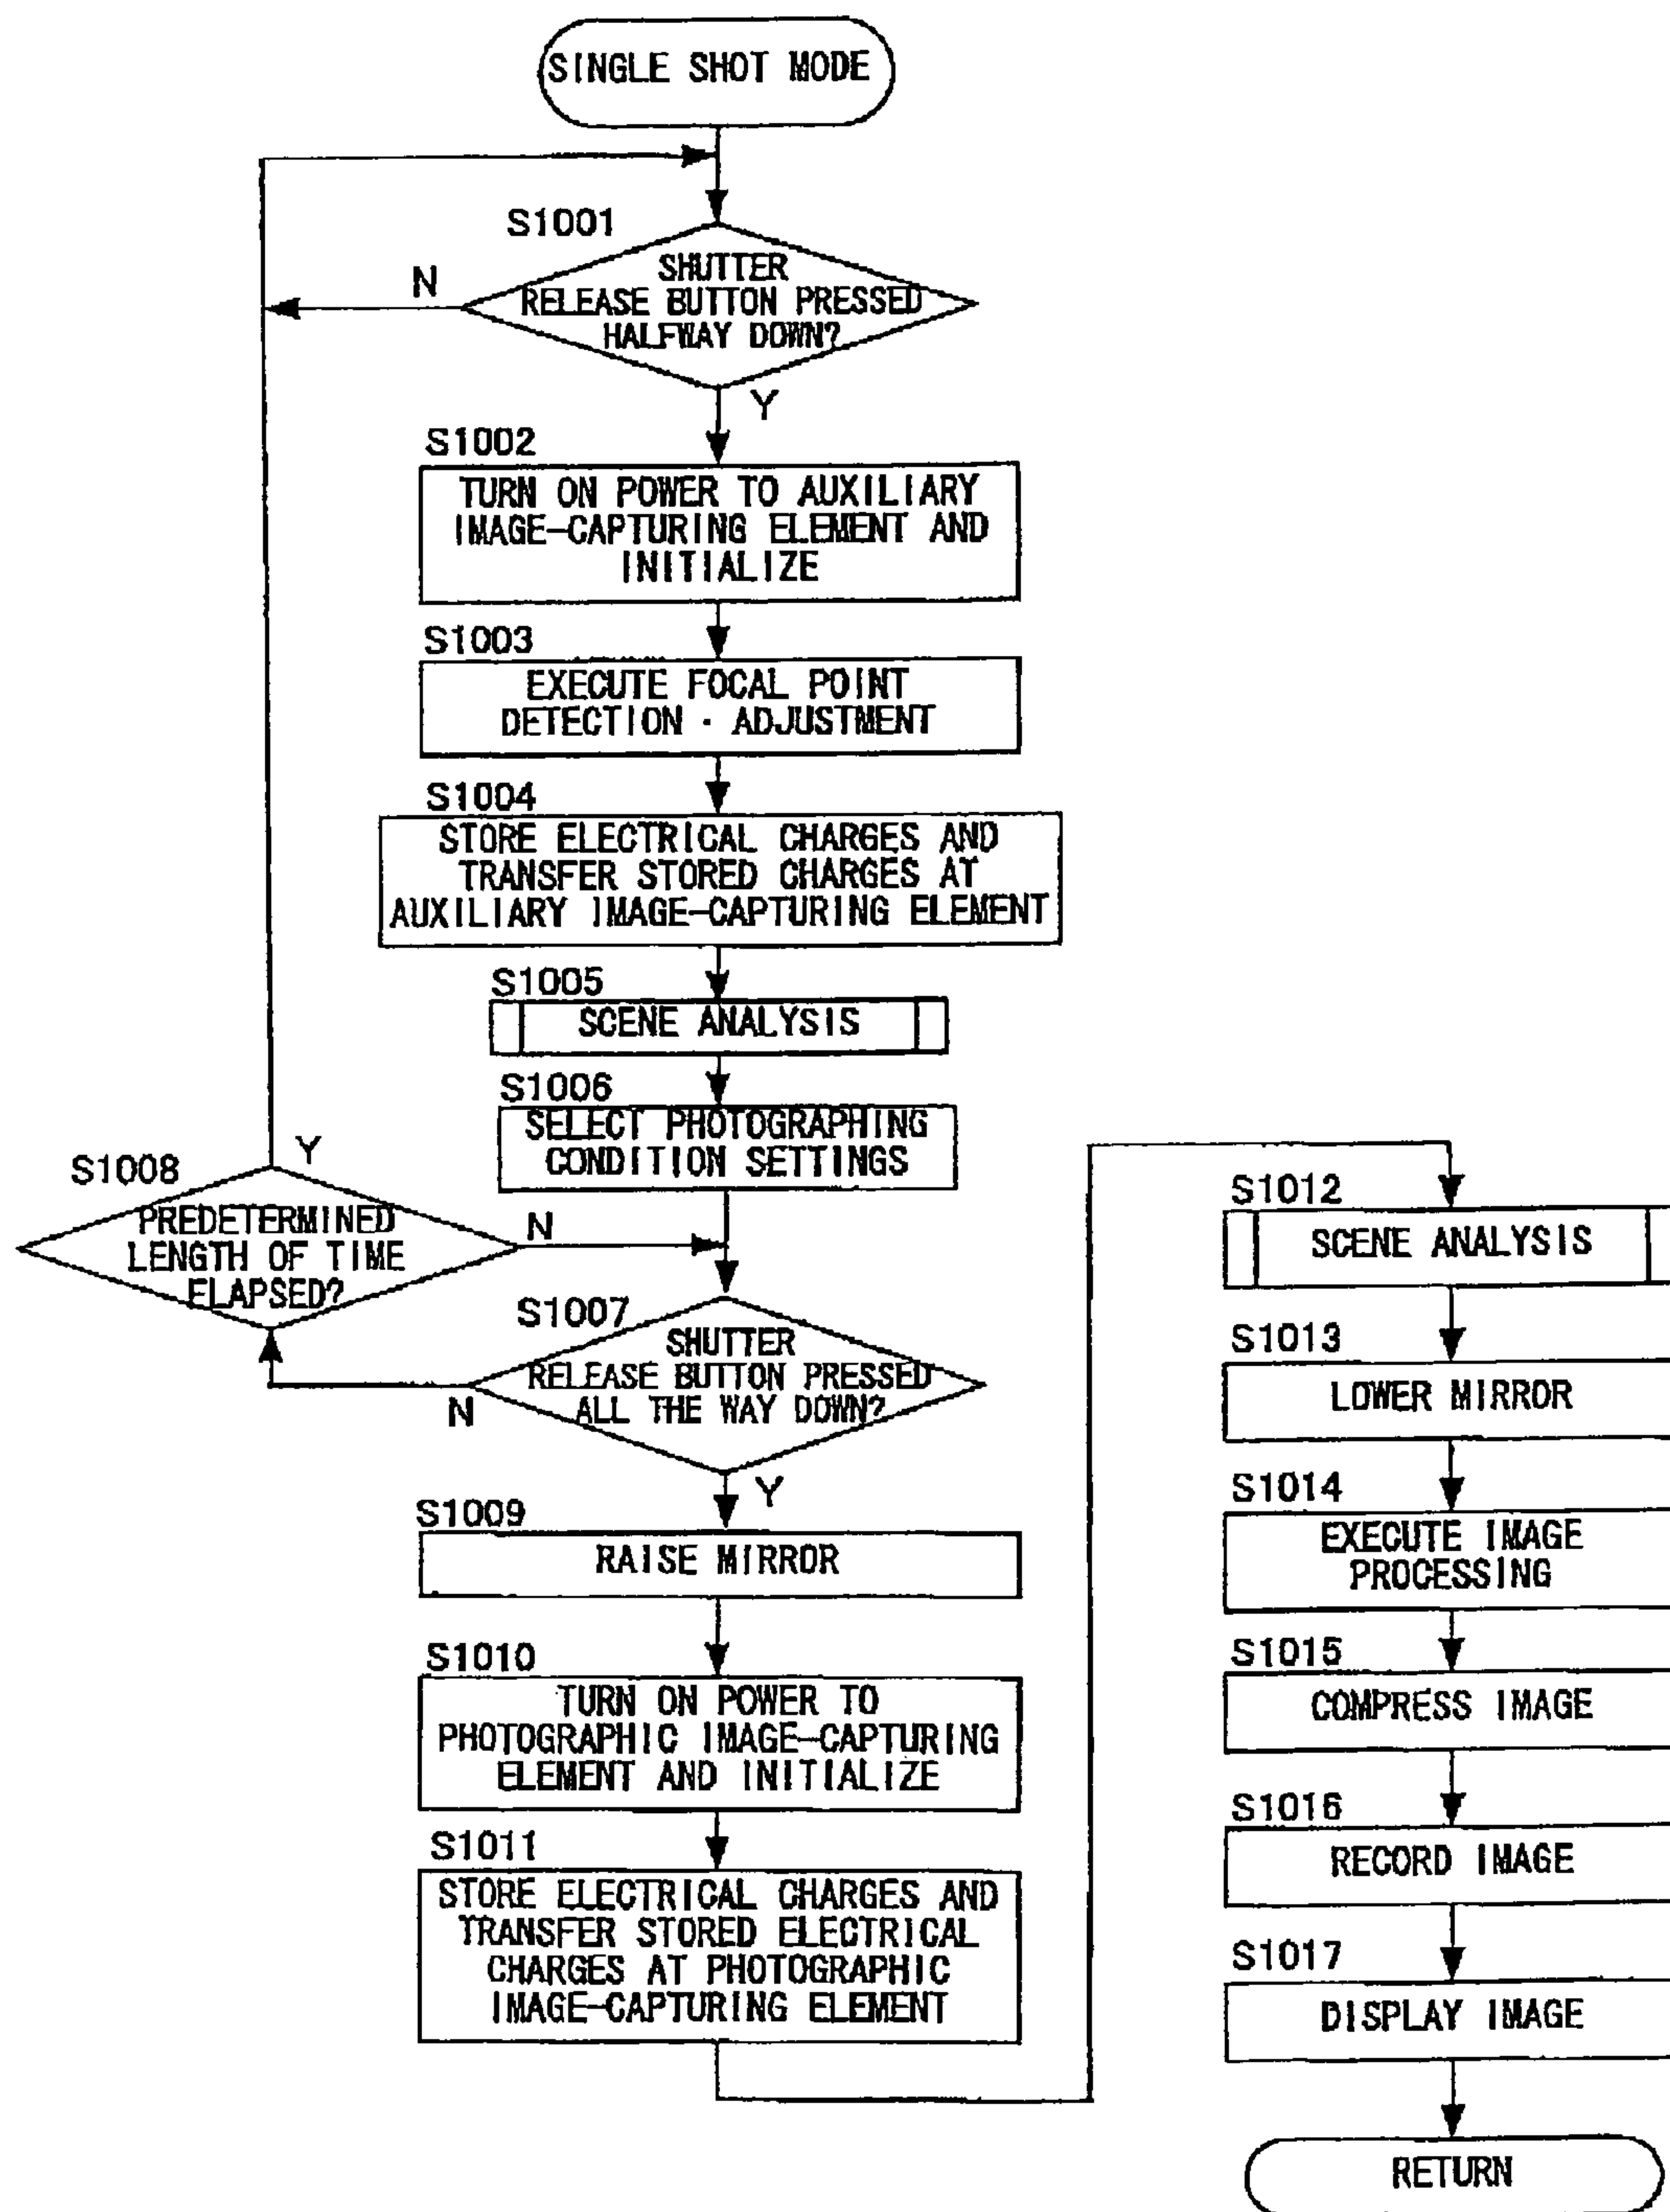 SINGLE SHOT MODE
S1001
SHUTTER
RELEASE BUTTON PRESSED
HALFWAY DOWN?
N
Y
S1002
TURN ON POWER TO AUXILIARY
IMAGE-CAPTURING ELEMENT AND
INITIALIZE
S1003
EXECUTE FOCAL POINT
DETECTION · ADJUSTMENT
S1004
STORE ELECTRICAL CHARGES AND
TRANSFER STORED CHARGES AT
AUXILIARY IMAGE-CAPTURING ELEMENT
S1005
SCENE ANALYSIS
S1006
SELECT PHOTOGRAPHING
CONDITION SETTINGS
S1008
Y
PREDETERMINED
LENGTH OF TIME
ELAPSED?
N
S1007
SHUTTER
RELEASE BUTTON PRESSED
ALL THE WAY DOWN?
N
Y
S1009
RAISE MIRROR
S1010
TURN ON POWER TO
PHOTOGRAPHIC IMAGE-CAPTURING
ELEMENT AND INITIALIZE
S1011
STORE ELECTRICAL CHARGES AND
TRANSFER STORED ELECTRICAL
CHARGES AT PHOTOGRAPHIC
IMAGE-CAPTURING ELEMENT
S1012
SCENE ANALYSIS
S1013
LOWER MIRROR
S1014
EXECUTE IMAGE
PROCESSING
S1015
COMPRESS IMAGE
S1016
RECORD IMAGE
S1017
DISPLAY IMAGE
RETURN